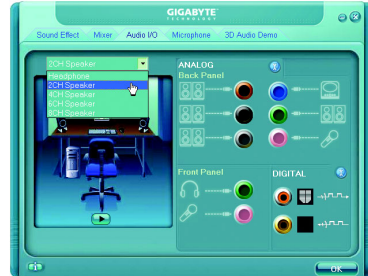 GIGABYTE
TECHNOLOGY
Sound Effect Mixer Audio I/O Microphone 3D Audio Demo
2CH Speaker
Headphone
2CH Speaker
4CH Speaker
6CH Speaker
8CH Speaker
ANALOG
Back Panel
Front Panel
DIGITAL
OK